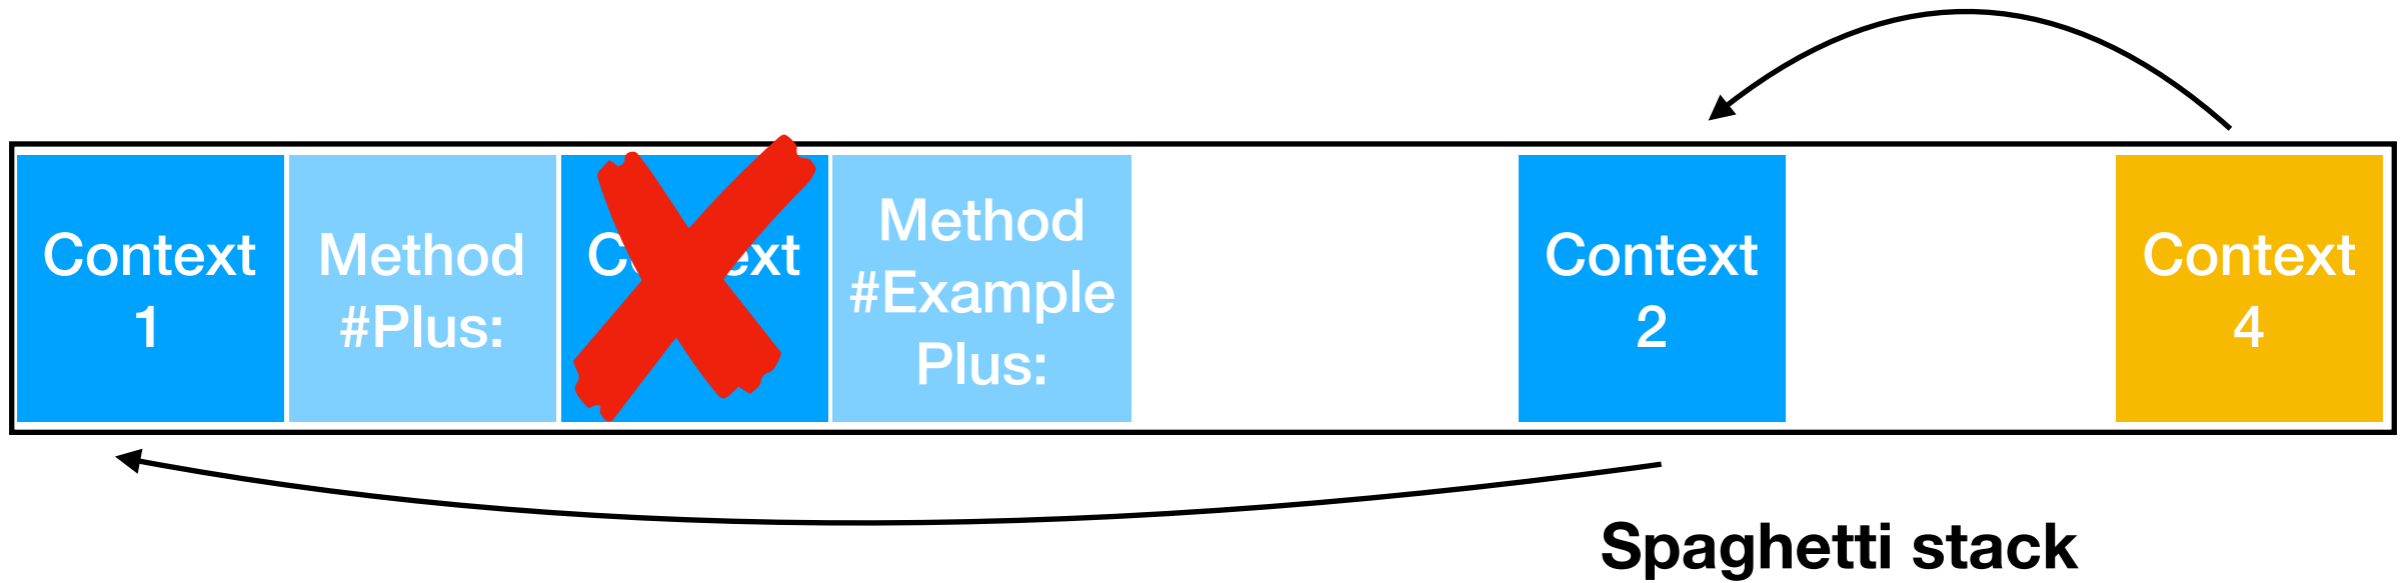 Context
1
Method
#Plus:
Method
#Example
Plus:
Context
2
Context
4
Spaghetti stack